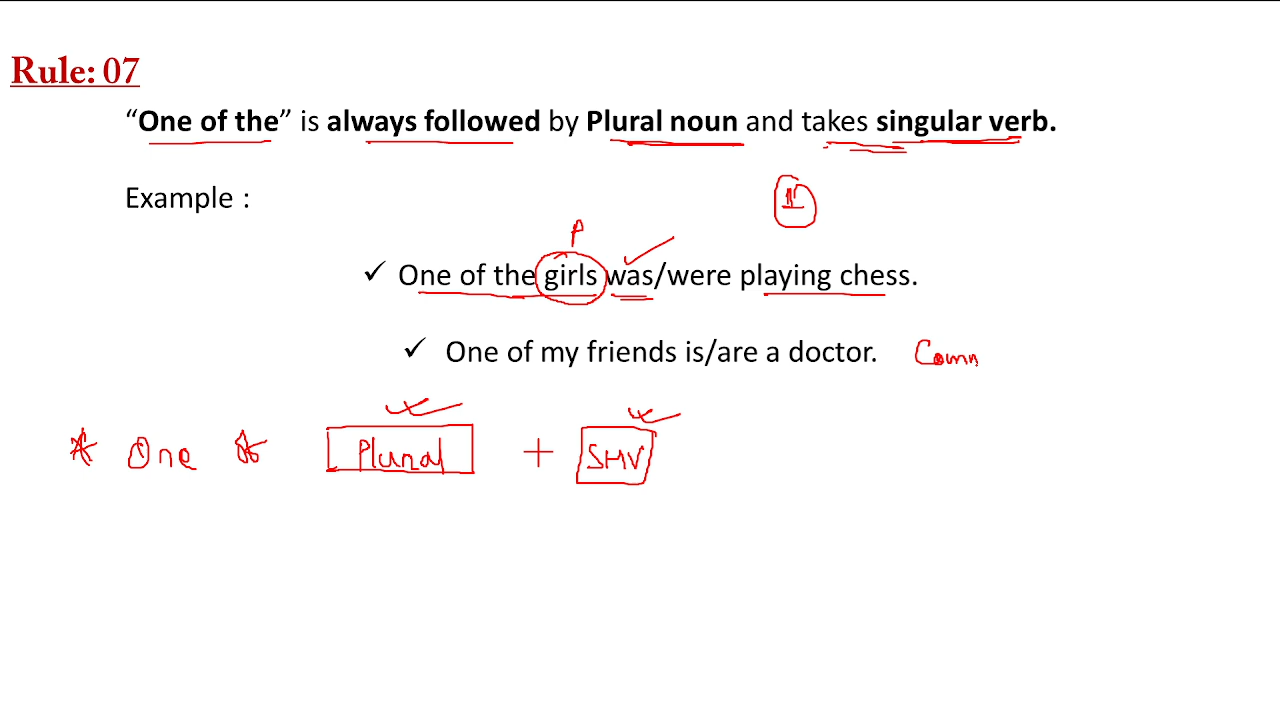 Rule: 07
“One of the” is always followed by Plural noun and takes singular verb.
Example :
P
✓ One of the girls was/were playing chess.
✓ One of my friends is/are a doctor. Comn
* One Plural + SHV